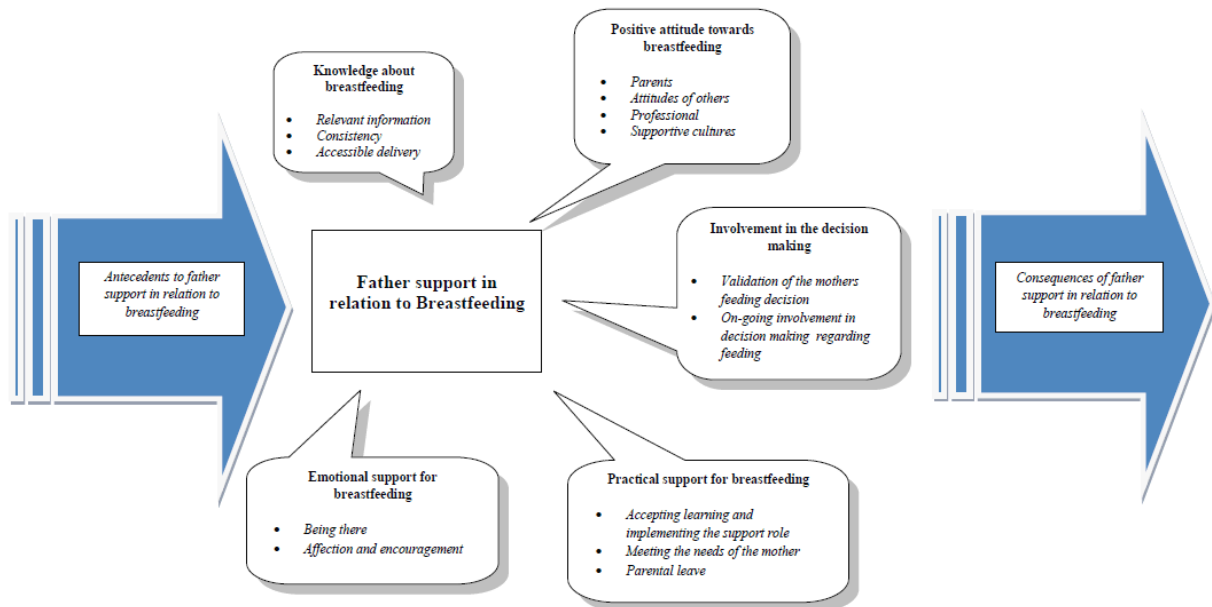 Knowledge about
breastfeeding
• Relevant information
• Consistency
• Accessible delivery
Positive attitude towards
breastfeeding
• Parents
• Attitudes of others
• Professional
• Supportive cultures
Antecedents to father
support in relation to
breastfeeding
Father support in
relation to Breastfeeding
Involvement in the decision
making
• Validation of the mothers
feeding decision
• On-going involvement in
decision making regarding
feeding
Consequences of father
support in relation to
breastfeeding
Emotional support for
breastfeeding
• Being there
• Affection and encouragement
Practical support for breastfeeding
• Accepting learning and
implementing the support role
• Meeting the needs of the mother
• Parental leave